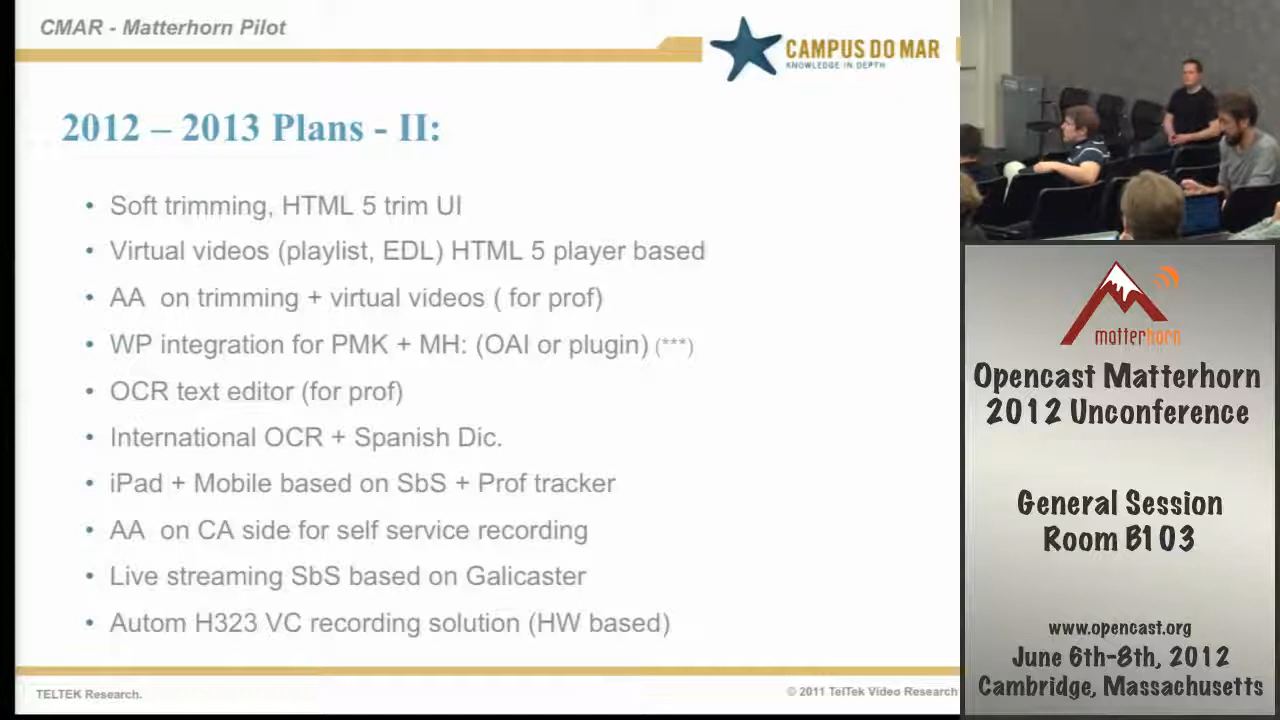 CMAR - Matterhorn Pilot
CAMPUS DO MAR
KNOWLEDGE IN DEPTH
2012 – 2013 Plans - II:
• Soft trimming, HTML 5 trim UI
• Virtual videos (playlist, EDL) HTML 5 player based
• AA on trimming + virtual videos ( for prof)
• WP integration for PMK + MH: (OAI or plugin) (***)
• OCR text editor (for prof)
• International OCR + Spanish Dic.
• iPad + Mobile based on SbS + Prof tracker
• AA on CA side for self service recording
• Live streaming SbS based on Galicaster
• Autom H323 VC recording solution (HW based)
TELTEK Research.
© 2011 TelTek Video Research
matterhorn
Opencast Matterhorn
2012 Unconference
General Session
Room B103
www.opencast.org
June 6th-8th, 2012
Cambridge, Massachusetts